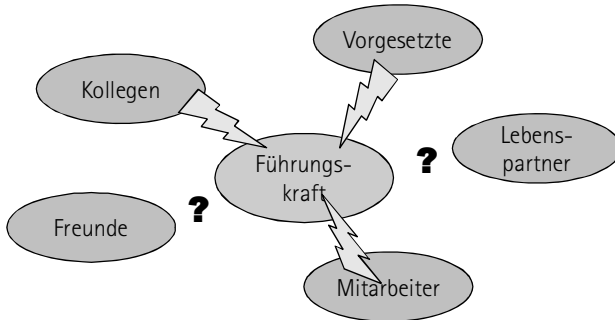 Vorgesetzte
Kollegen
Lebens-
partner
?
Führungs-
kraft
?
Freunde
Mitarbeiter